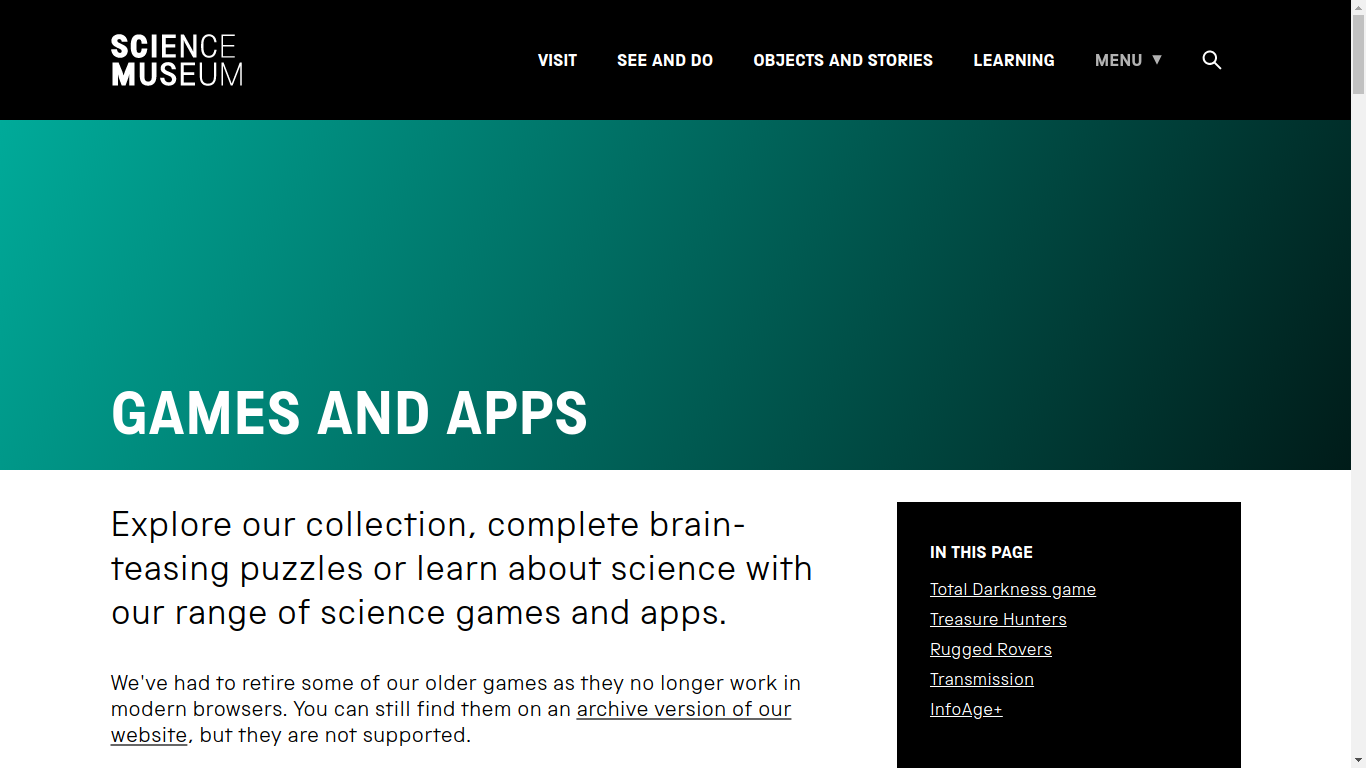 SCIENCE
MUSEUM
VISIT SEE AND DO OBJECTS AND STORIES LEARNING MENU ▼
GAMES AND APPS
Explore our collection, complete brain-
teasing puzzles or learn about science with
our range of science games and apps.
We've had to retire some of our older games as they no longer work in
modern browsers. You can still find them on an archive version of our
website, but they are not supported.
IN THIS PAGE
Total Darkness game
Treasure Hunters
Rugged Rovers
Transmission
InfoAge+